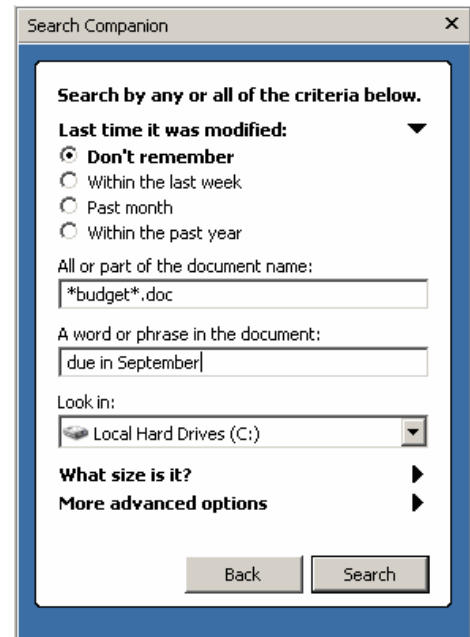 Search Companion
Search by any or all of the criteria below.
Last time it was modified:
Don't remember
Within the last week
Past month
Within the past year
All or part of the document name:
*budget*.doc
A word or phrase in the document:
due in September
Look in:
Local Hard Drives (C:)
What size is it?
More advanced options
Back Search